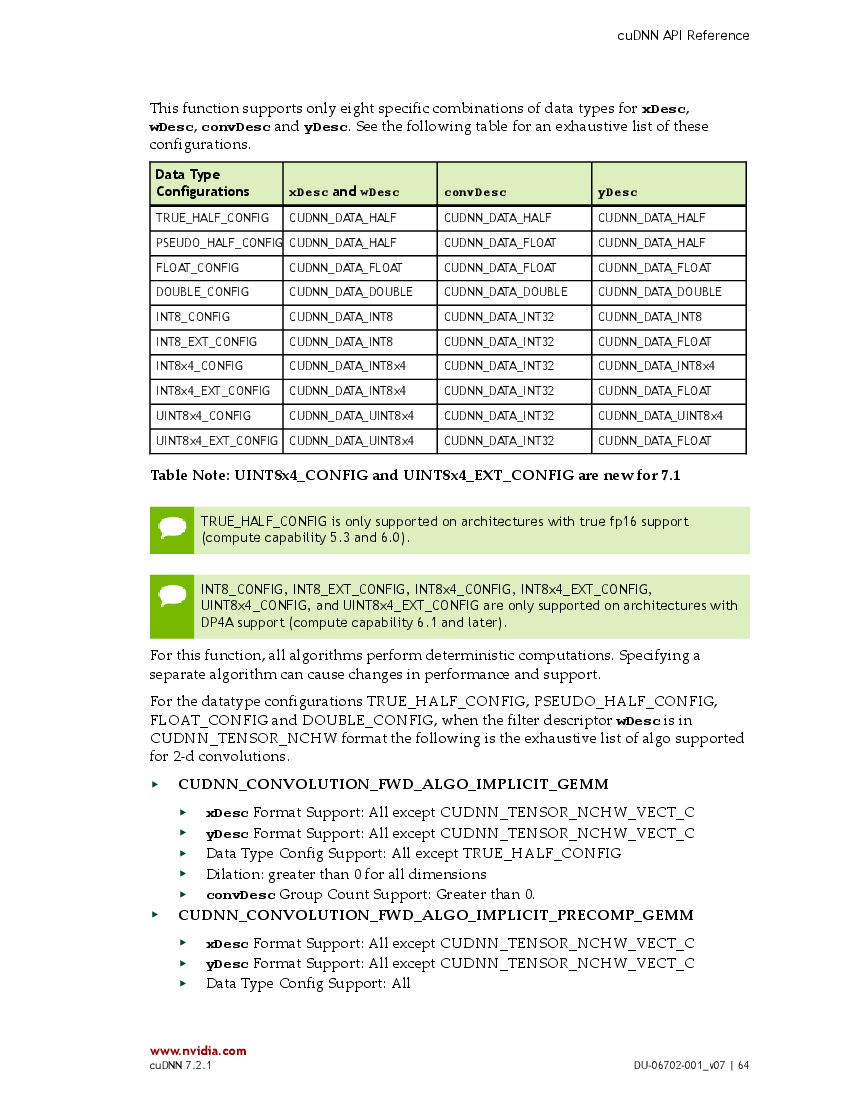 cuDNN API Reference
This function supports only eight specific combinations of data types for xDesc,
wDesc, convDesc and yDesc. See the following table for an exhaustive list of these
configurations.
Data Type
Configurations xDesc and wDesc convDesc yDesc
TRUE_HALF_CONFIG CUDNN_DATA_HALF CUDNN_DATA_HALF CUDNN_DATA_HALF
PSEUDO_HALF_CONFIG CUDNN_DATA_HALF CUDNN_DATA_FLOAT CUDNN_DATA_HALF
FLOAT_CONFIG CUDNN_DATA_FLOAT CUDNN_DATA_FLOAT CUDNN_DATA_FLOAT
DOUBLE_CONFIG CUDNN_DATA_DOUBLE CUDNN_DATA_DOUBLE CUDNN_DATA_DOUBLE
INT8_CONFIG CUDNN_DATA_INT8 CUDNN_DATA_INT32 CUDNN_DATA_INT8
INT8_EXT_CONFIG CUDNN_DATA_INT8 CUDNN_DATA_INT32 CUDNN_DATA_FLOAT
INT8x4_CONFIG CUDNN_DATA_INT8x4 CUDNN_DATA_INT32 CUDNN_DATA_INT8x4
INT8x4_EXT_CONFIG CUDNN_DATA_INT8x4 CUDNN_DATA_INT32 CUDNN_DATA_FLOAT
UINT8x4_CONFIG CUDNN_DATA_UINT8x4 CUDNN_DATA_INT32 CUDNN_DATA_UINT8x4
UINT8x4_EXT_CONFIG CUDNN_DATA_UINT8x4 CUDNN_DATA_INT32 CUDNN_DATA_FLOAT
Table Note: UINT8x4_CONFIG and UINT8x4_EXT_CONFIG are new for 7.1
TRUE_HALF_CONFIG is only supported on architectures with true fp16 support
(compute capability 5.3 and 6.0).
INT8_CONFIG, INT8_EXT_CONFIG, INT8x4_CONFIG, INT8x4_EXT_CONFIG,
UINT8x4_CONFIG, and UINT8x4_EXT_CONFIG are only supported on architectures with
DP4A support (compute capability 6.1 and later).
For this function, all algorithms perform deterministic computations. Specifying a
separate algorithm can cause changes in performance and support.
For the datatype configurations TRUE_HALF_CONFIG, PSEUDO_HALF_CONFIG,
FLOAT_CONFIG and DOUBLE_CONFIG, when the filter descriptor wDesc is in
CUDNN_TENSOR_NCHW format the following is the exhaustive list of algo supported
for 2-d convolutions.
‣ CUDNN_CONVOLUTION_FWD_ALGO_IMPLICIT_GEMM
‣ xDesc Format Support: All except CUDNN_TENSOR_NCHW_VECT_C
‣ yDesc Format Support: All except CUDNN_TENSOR_NCHW_VECT_C
‣ Data Type Config Support: All except TRUE_HALF_CONFIG
‣ Dilation: greater than 0 for all dimensions
‣ convDesc Group Count Support: Greater than 0.
‣ CUDNN_CONVOLUTION_FWD_ALGO_IMPLICIT_PRECOMP_GEMM
‣ xDesc Format Support: All except CUDNN_TENSOR_NCHW_VECT_C
‣ yDesc Format Support: All except CUDNN_TENSOR_NCHW_VECT_C
‣ Data Type Config Support: All
www.nvidia.com
cuDNN 7.2.1 DU-06702-001_v07 | 64